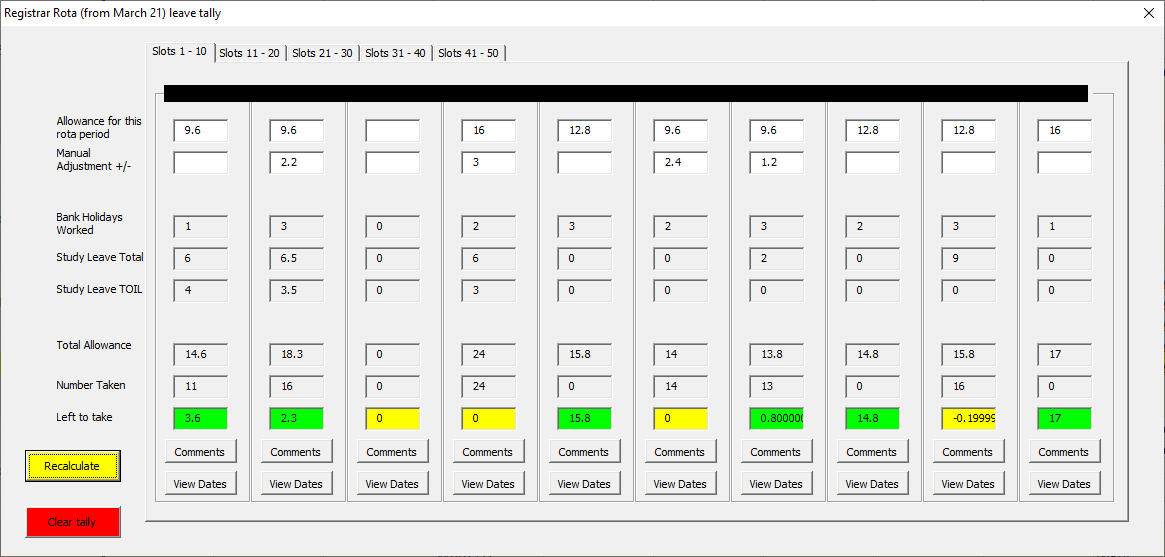 Registrar Rota (from March 21) leave tally
Slots 1 - 10 Slots 11 - 20 Slots 21 - 30 Slots 31 - 40 Slots 41 - 50
Allowance for this
rota period
9.6 9.6 16 12.8 9.6 9.6 12.8 12.8 16
Manual
Adjustment +/-
2.2 3 2.4 1.2
Bank Holidays
Worked
1 3 0 2 3 2 3 2 3 1
Study Leave Total 6 6.5 0 6 0 0 2 0 9 0
Study Leave TOIL 4 3.5 0 3 0 0 0 0 0 0
Total Allowance 14.6 18.3 0 24 15.8 14 13.8 14.8 15.8 17
Number Taken 11 16 0 24 0 14 13 0 16 0
Left to take 3.6 2.3 0 0 15.8 0 0.800000 14.8 -0.19999 17
Comments Comments Comments Comments Comments Comments Comments Comments Comments Comments
Recalculate
View Dates View Dates View Dates View Dates View Dates View Dates View Dates View Dates View Dates View Dates
Clear tally